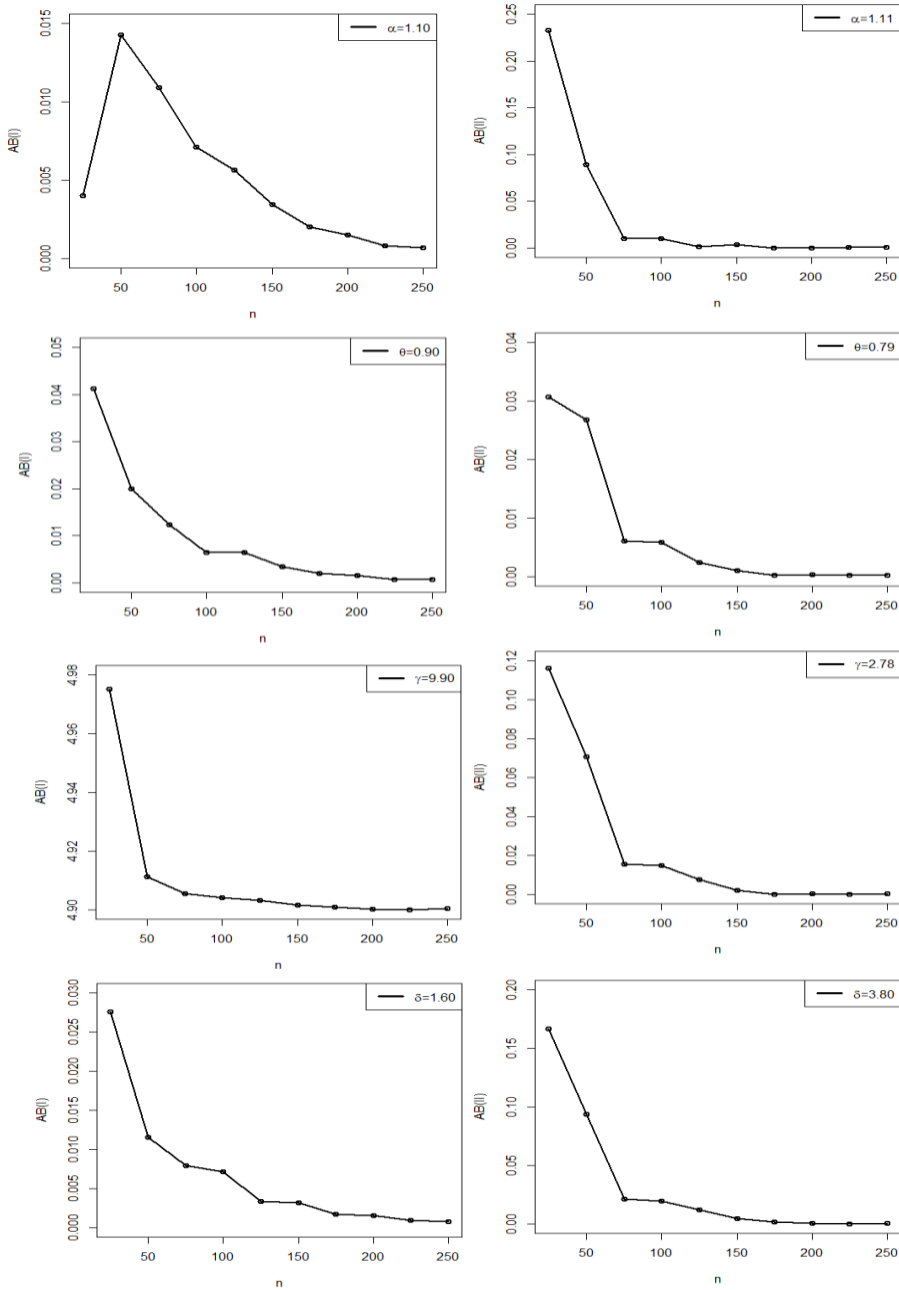 α=1.10
AB(I)
0.000 0.005 0.010 0.015
50 100 150 200 250
n
α=1.11
AB(II)
0.00 0.05 0.10 0.15 0.20 0.25
50 100 150 200 250
n
θ=0.90
AB(I)
0.00 0.01 0.02 0.03 0.04 0.05
50 100 150 200 250
n
θ=0.79
AB(II)
0.00 0.01 0.02 0.03 0.04
50 100 150 200 250
n
γ=9.90
AB(I)
4.90 4.92 4.94 4.96 4.98
50 100 150 200 250
n
γ=2.78
AB(II)
0.00 0.02 0.04 0.06 0.08 0.10 0.12
50 100 150 200 250
n
δ=1.60
AB(I)
0.000 0.005 0.010 0.015 0.020 0.025 0.030
50 100 150 200 250
n
δ=3.80
AB(II)
0.00 0.05 0.10 0.15 0.20
50 100 150 200 250
n